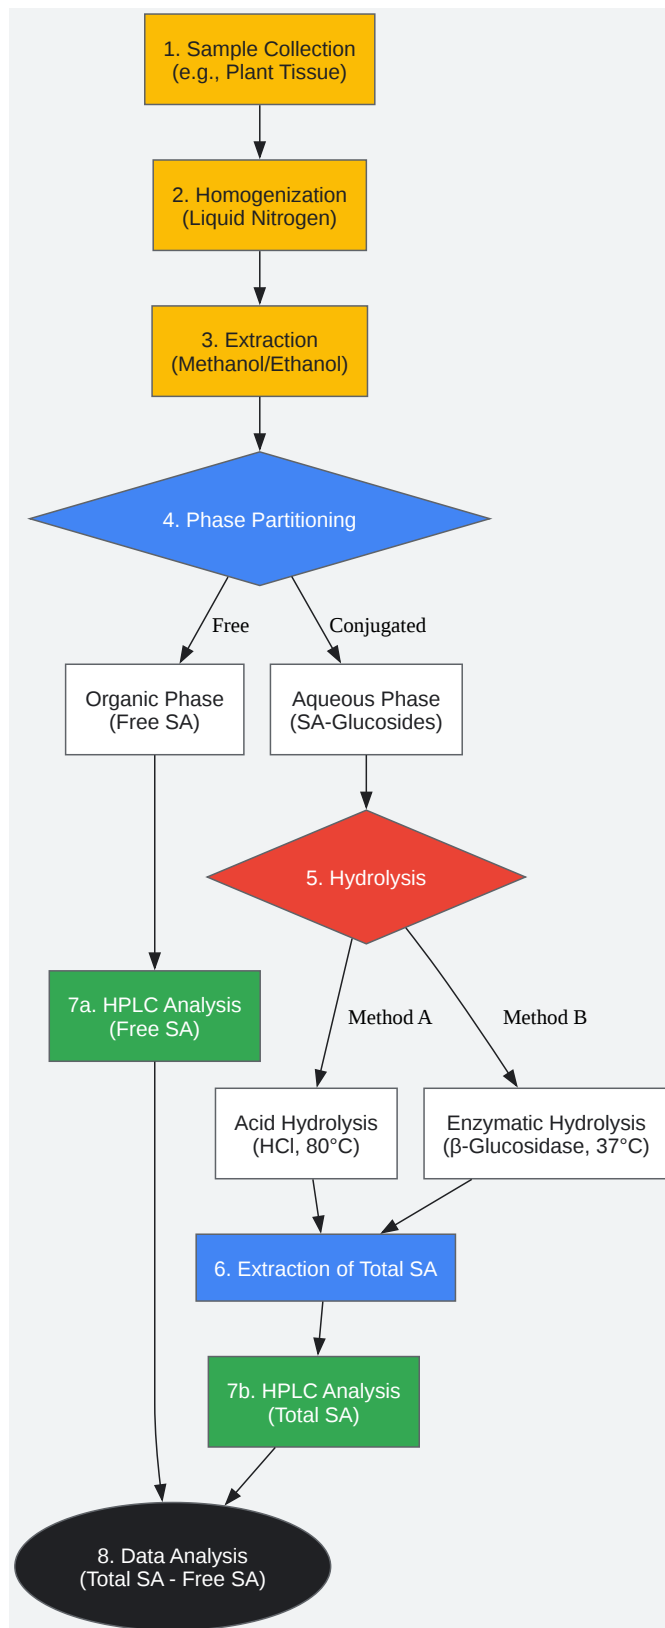 1. Sample Collection
(e.g., Plant Tissue)
2. Homogenization
(Liquid Nitrogen)
3. Extraction
(Methanol/Ethanol)
4. Phase Partitioning
Free
Conjugated
Organic Phase
(Free SA)
Aqueous Phase
(SA-Glucosides)
5. Hydrolysis
7a. HPLC Analysis
(Free SA)
Method A
Method B
Acid Hydrolysis
(HCl, 80°C)
Enzymatic Hydrolysis
(β-Glucosidase, 37°C)
6. Extraction of Total SA
7b. HPLC Analysis
(Total SA)
8. Data Analysis
(Total SA - Free SA)